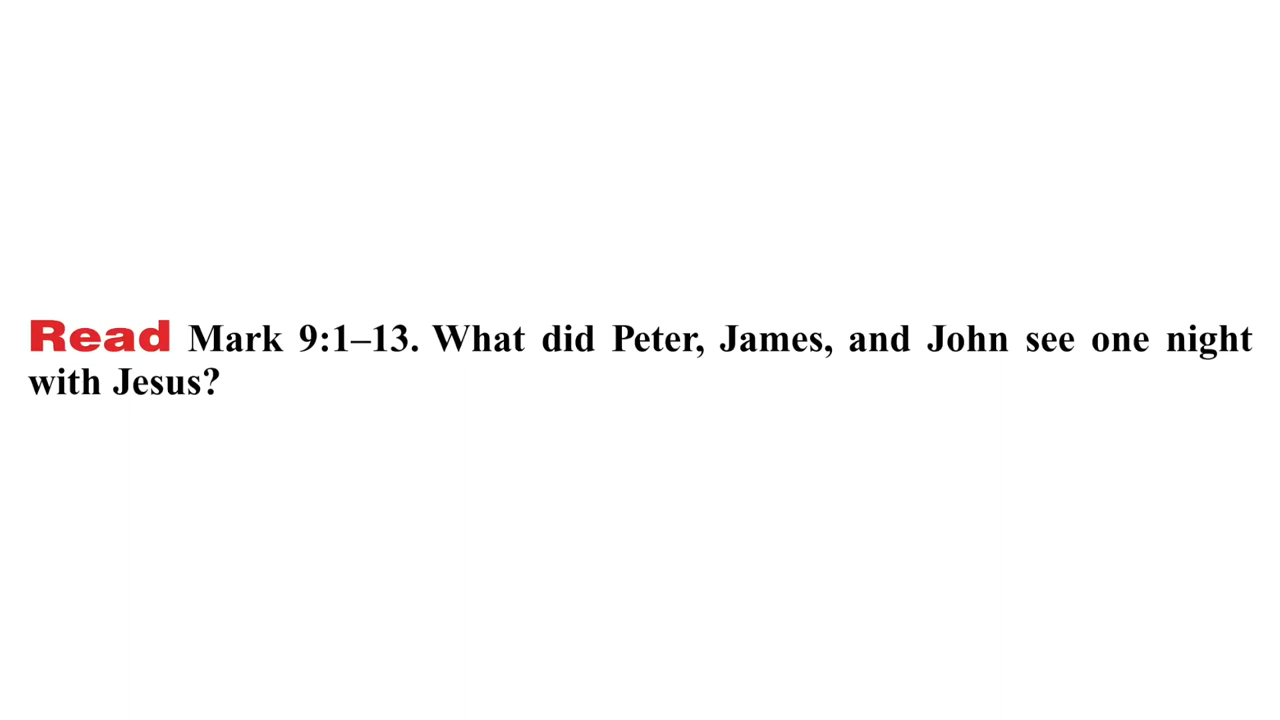 Read Mark 9:1–13. What did Peter, James, and John see one night
with Jesus?